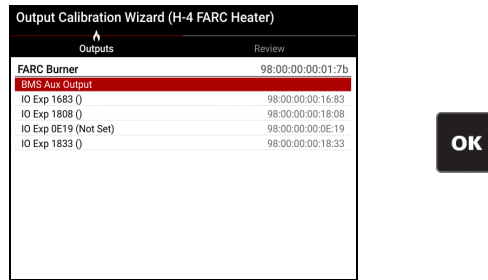 Output Calibration Wizard (H-4 FARC Heater)
Outputs Review
FARC Burner 98:00:00:00:01:7b
BMS Aux Output
IO Exp 1683 () 98:00:00:00:16:83
IO Exp 1808 () 98:00:00:00:18:08
IO Exp 0E19 (Not Set) 98:00:00:00:0E:19
IO Exp 1833 () 98:00:00:00:18:33
OK